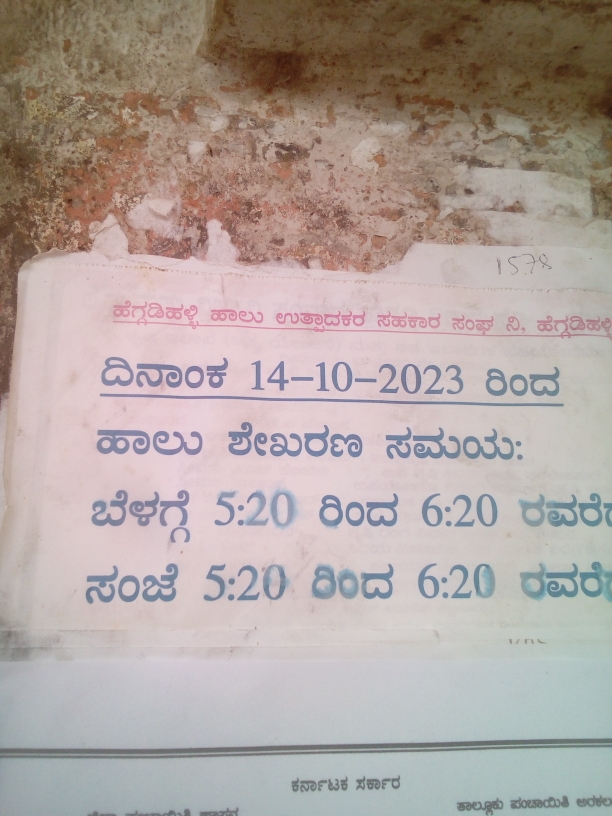 1578
ಹೆಗ್ಗಡಿಹಳ್ಳಿ ಹಾಲು ಉತ್ಪಾದಕರ ಸಹಕಾರ ಸಂಘ ನಿ, ಹೆಗ್ಗಡಿಹಳ್ಳಿ
ದಿನಾಂಕ 14-10-2023 ರಿಂದ
ಹಾಲು ಶೇಖರಣ ಸಮಯ:
ಬೆಳಗ್ಗೆ 5:20 ರಿಂದ 6:20 ರವರೆಗ
ಸಂಜೆ 5:20 ರಿಂದ 6:20 ರವರೆಗ
ಕರ್ನಾಟಕ ಸರ್ಕಾರ
ತಾಲ್ಲೂಕು ಪಂಚಾಯಿತಿ ಅರಕಲ